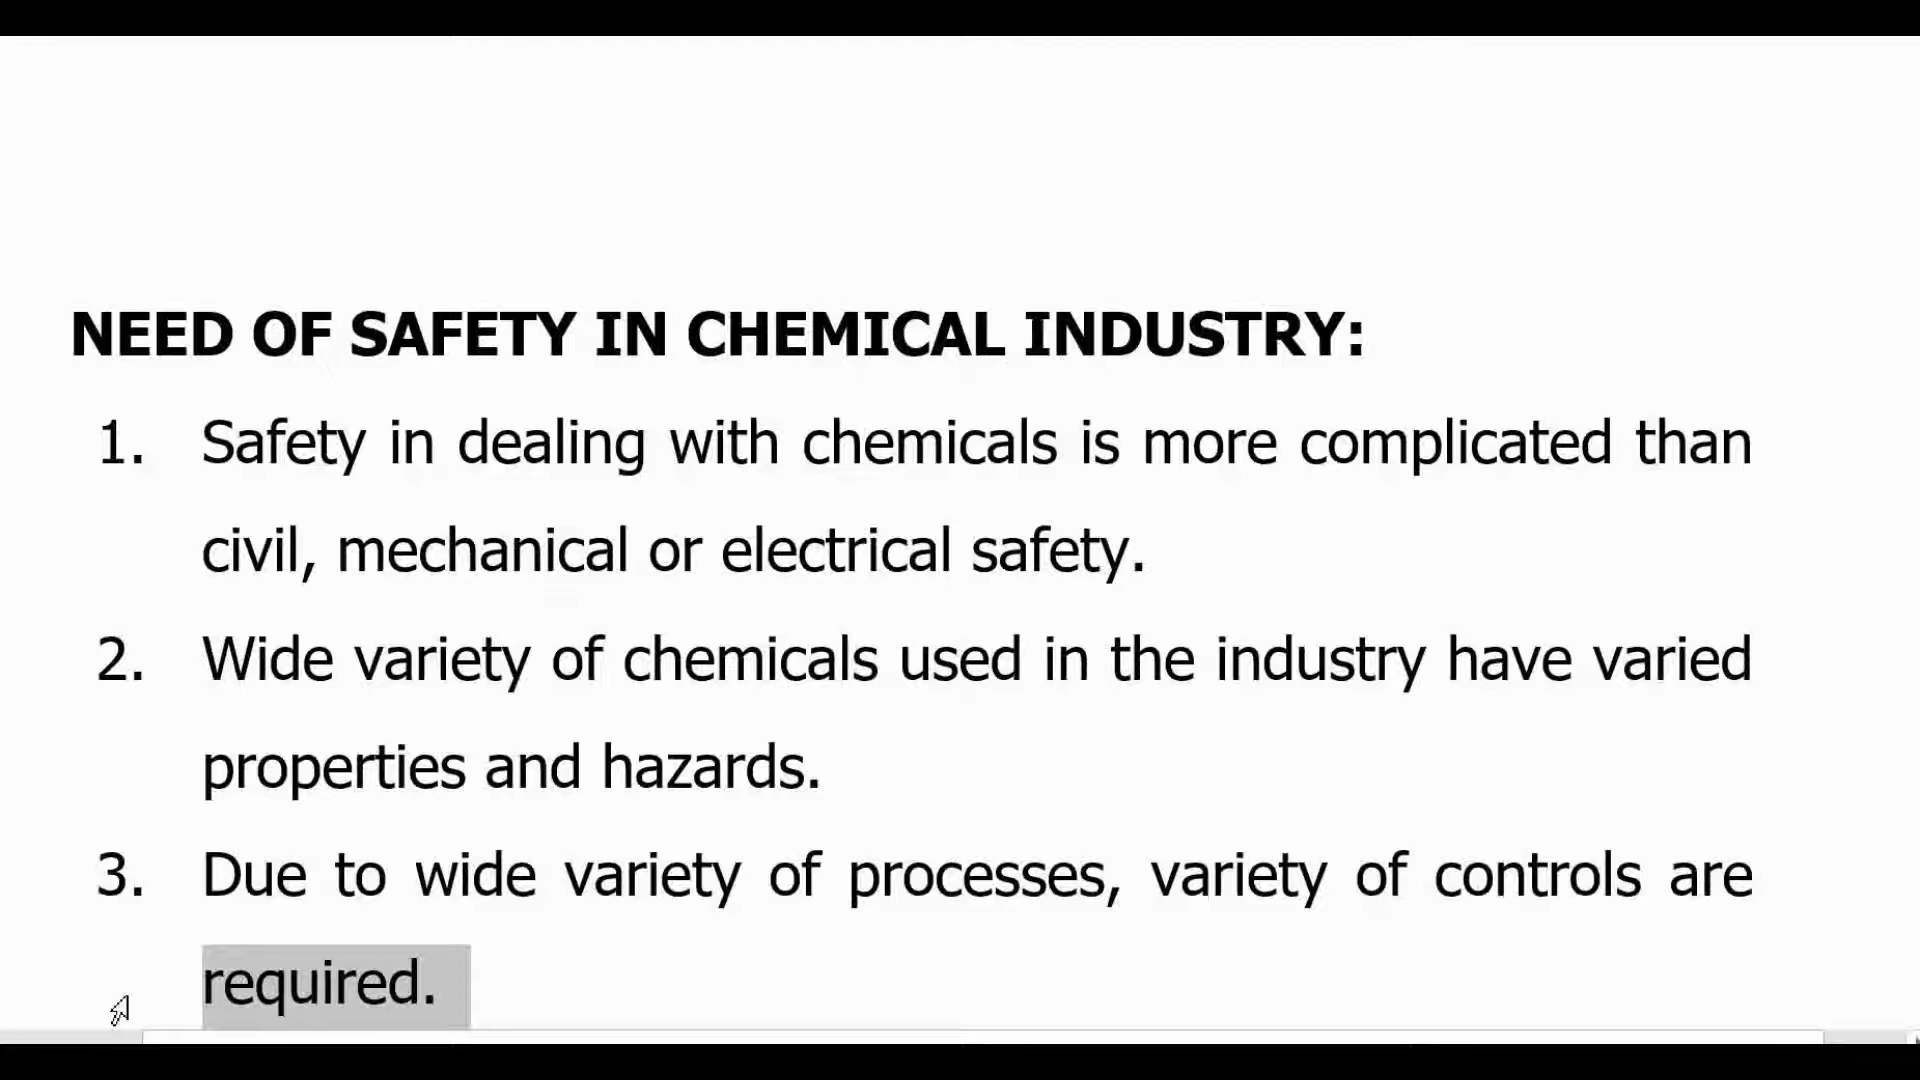 NEED OF SAFETY IN CHEMICAL INDUSTRY:
1. Safety in dealing with chemicals is more complicated than
civil, mechanical or electrical safety.
2. Wide variety of chemicals used in the industry have varied
properties and hazards.
3. Due to wide variety of processes, variety of controls are
required.